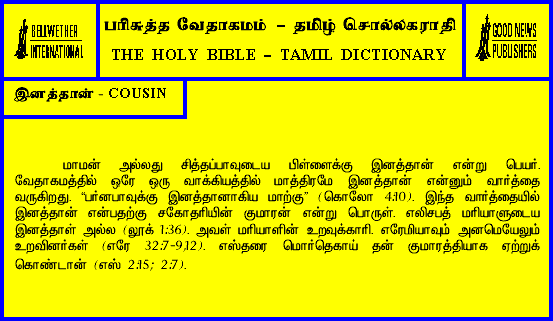 BELLWETHER
INTERNATIONAL
பரிசுத்த வேதாகமம் – தமிழ் சொல்லகராதி
THE HOLY BIBLE – TAMIL DICTIONARY
GOOD NEWS
PUBLISHERS
இனத்தான் - COUSIN
மாமன் அல்லது சித்தப்பாவுடைய பிள்ளைக்கு இனத்தான் என்று பெயர்.
வேதாகமத்தில் ஒரே ஒரு வாக்கியத்தில் மாத்திரமே இனத்தான் என்னும் வார்த்தை
வருகிறது. “பர்னபாவுக்கு இனத்தானாகிய மாற்கு” (கொலோ 4:10). இந்த வார்த்தையில்
இனத்தான் என்பதற்கு சகோதரியின் குமாரன் என்று பொருள். எலிசபத் மரியாளுடைய
இனத்தாள் அல்ல (லூக் 1:36). அவள் மரியாளின் உறவுக்காரி. எரேமியாவும் அனமெயேலும்
உறவினர்கள் (எரே 32:7-9,12). எஸ்தரை மொர்தெகாய் தன் குமாரத்தியாக ஏற்றுக்
கொண்டான் (எஸ் 2:15; 2:7).